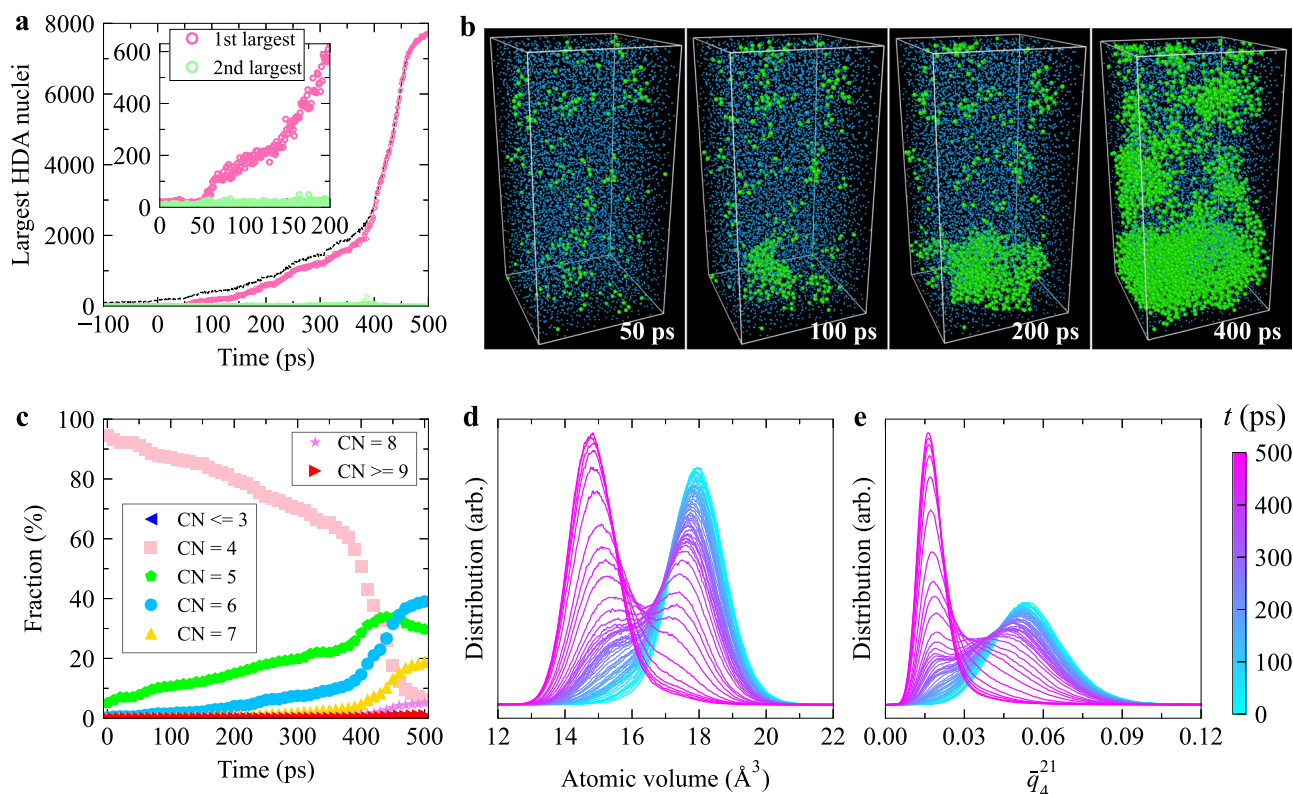 a
Largest HDA nuclei
8000
6000
4000
2000
0
−100 0 100 200 300 400 500
Time (ps)
1st largest
2nd largest
600
400
200
0
0 50 100 150 200
b
50 ps
100 ps
200 ps
400 ps
c
Fraction (%)
100
80
60
40
20
0
0 100 200 300 400 500
Time (ps)
CN = 8
CN >= 9
CN <= 3
CN = 4
CN = 5
CN = 6
CN = 7
d
Distribution (arb.)
12 14 16 18 20 22
Atomic volume (Å³)
e
Distribution (arb.)
0.00 0.03 0.06 0.09 0.12
q̄₄²¹
t (ps)
500
400
300
200
100
0